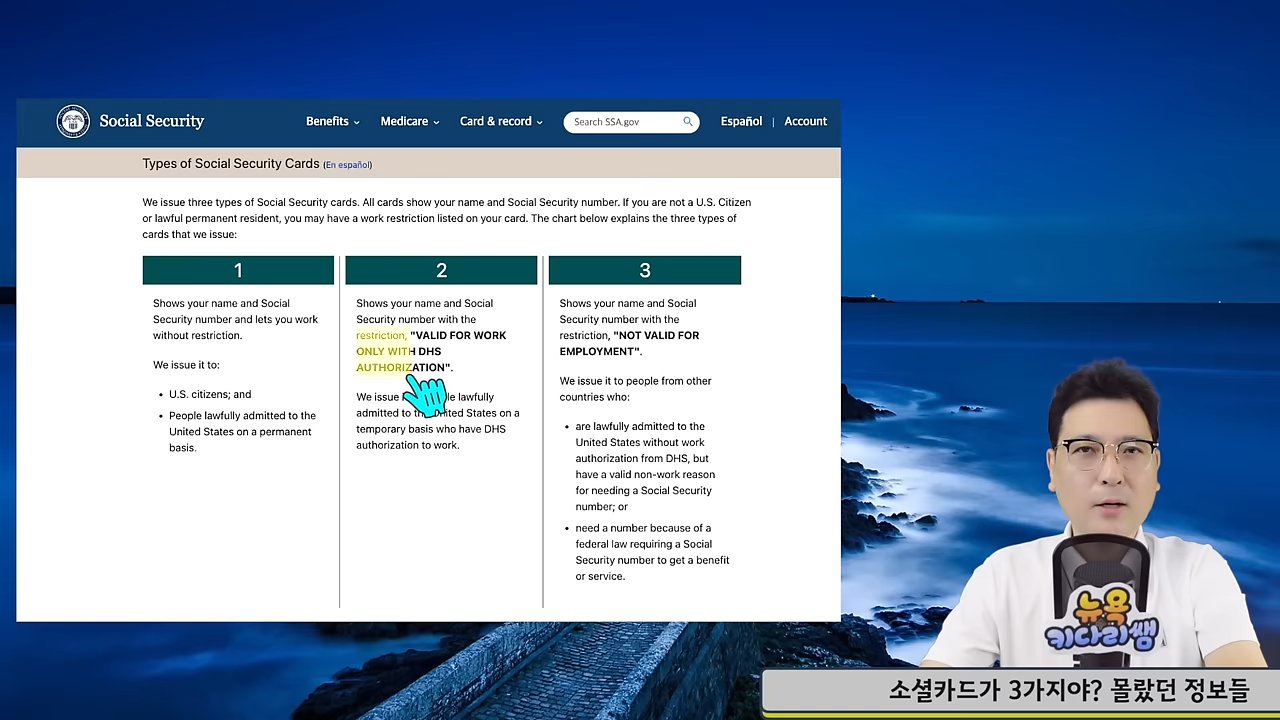 Social Security
Benefits
Medicare
Card & record
Search SSA.gov
Español | Account
Types of Social Security Cards (En español)
We issue three types of Social Security cards. All cards show your name and Social Security number. If you are not a U.S. Citizen
or lawful permanent resident, you may have a work restriction listed on your card. The chart below explains the three types of
cards that we issue:
1
Shows your name and Social
Security number and lets you work
without restriction.
We issue it to:
• U.S. citizens; and
• People lawfully admitted to the
United States on a permanent
basis.
2
Shows your name and Social
Security number with the
restriction, "VALID FOR WORK
ONLY WITH DHS
AUTHORIZATION".
We issue le lawfully
admitted to the United States on a
temporary basis who have DHS
authorization to work.
3
Shows your name and Social
Security number with the
restriction, "NOT VALID FOR
EMPLOYMENT".
We issue it to people from other
countries who:
• are lawfully admitted to the
United States without work
authorization from DHS, but
have a valid non-work reason
for needing a Social Security
number; or
• need a number because of a
federal law requiring a Social
Security number to get a benefit
or service.
뉴욕
키다리쌤
소셜카드가 3가지야? 몰랐던 정보들